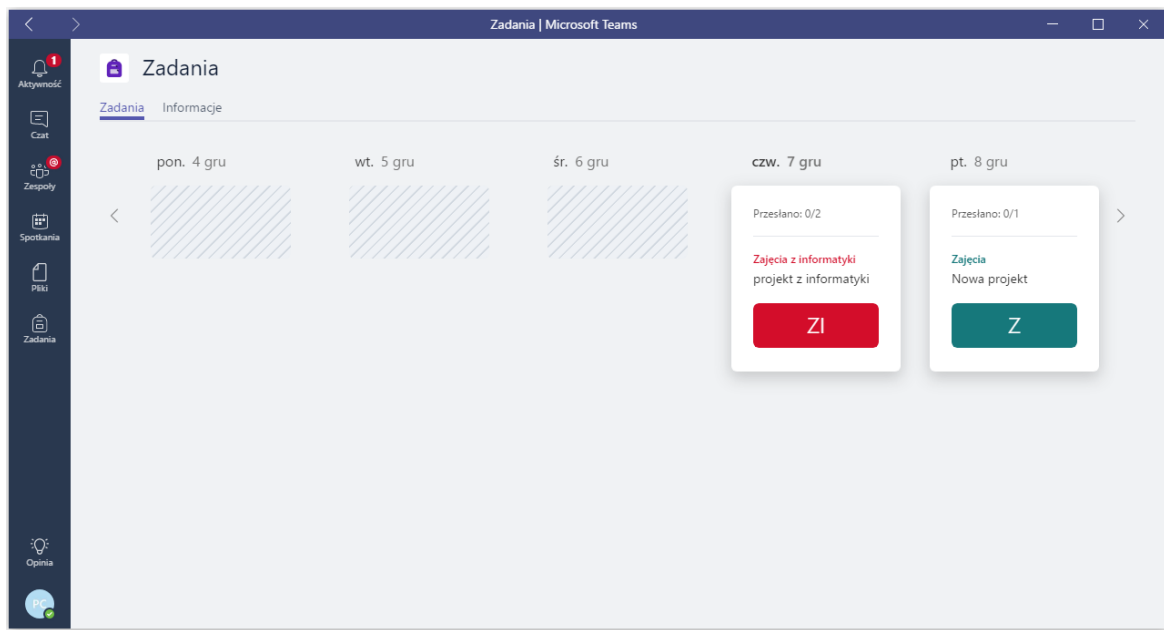 Zadania | Microsoft Teams
1
Aktywność
Czat
@
Zespoły
Spotkania
Pliki
Zadania
Opinia
PC
Zadania
Zadania Informacje
pon. 4 gru
wt. 5 gru
śr. 6 gru
czw. 7 gru
Przesłano: 0/2
Zajęcia z informatyki
projekt z informatyki
ZI
pt. 8 gru
Przesłano: 0/1
Zajęcia
Nowa projekt
Z